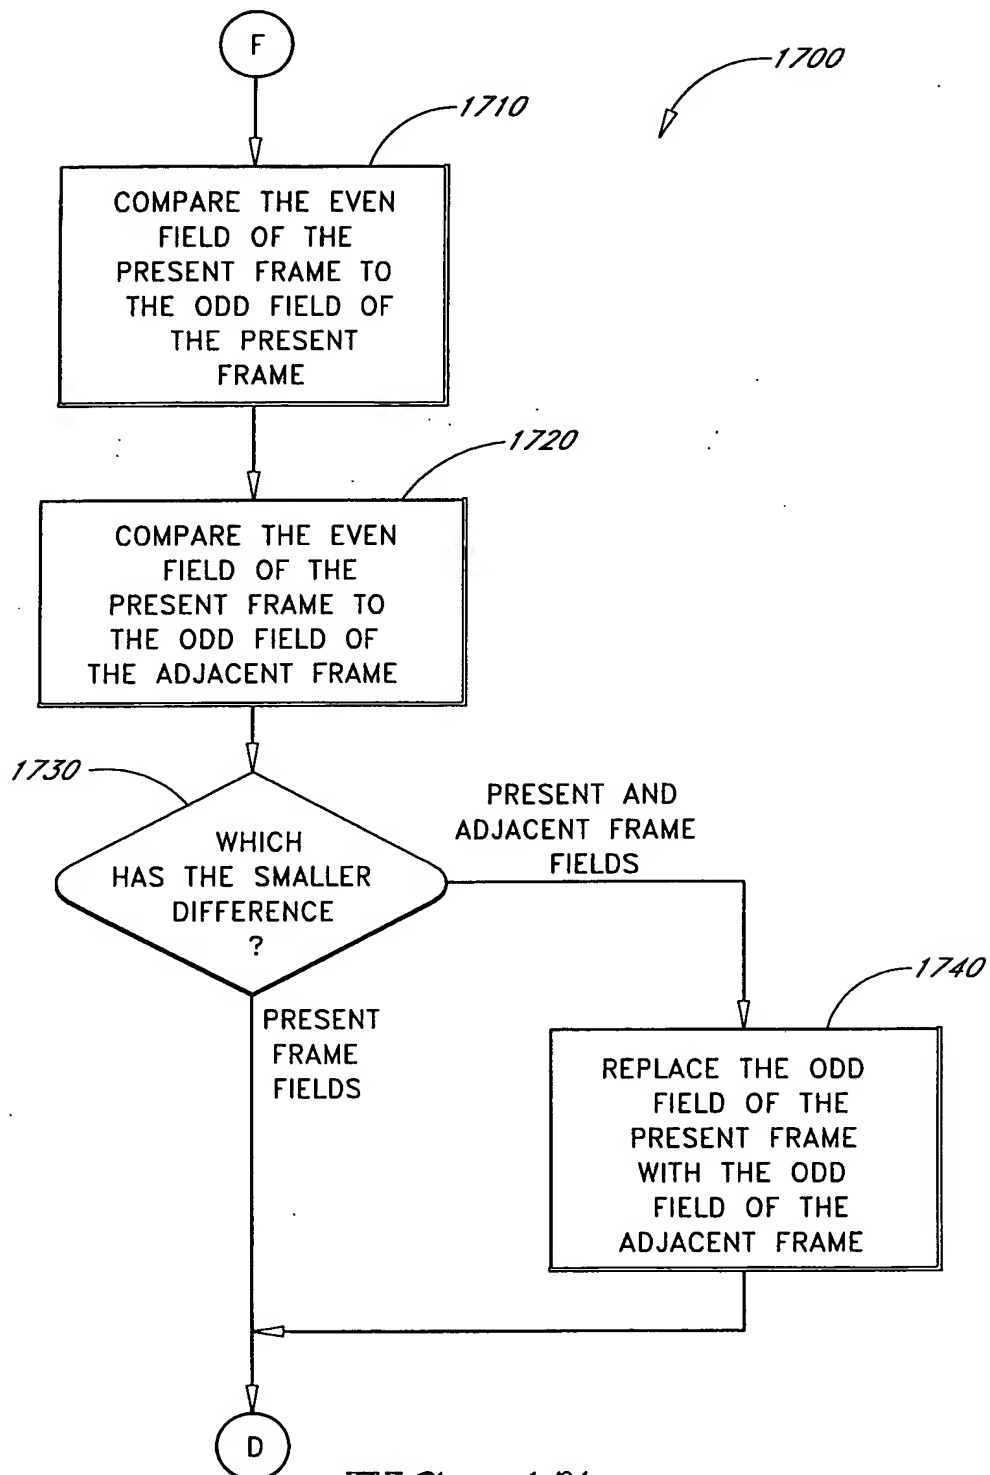 F
1700
1710
COMPARE THE EVEN
FIELD OF THE
PRESENT FRAME TO
THE ODD FIELD OF
THE PRESENT
FRAME
1720
COMPARE THE EVEN
FIELD OF THE
PRESENT FRAME TO
THE ODD FIELD OF
THE ADJACENT FRAME
1730
WHICH
HAS THE SMALLER
DIFFERENCE
?
PRESENT AND
ADJACENT FRAME
FIELDS
PRESENT
FRAME
FIELDS
1740
REPLACE THE ODD
FIELD OF THE
PRESENT FRAME
WITH THE ODD
FIELD OF THE
ADJACENT FRAME
D